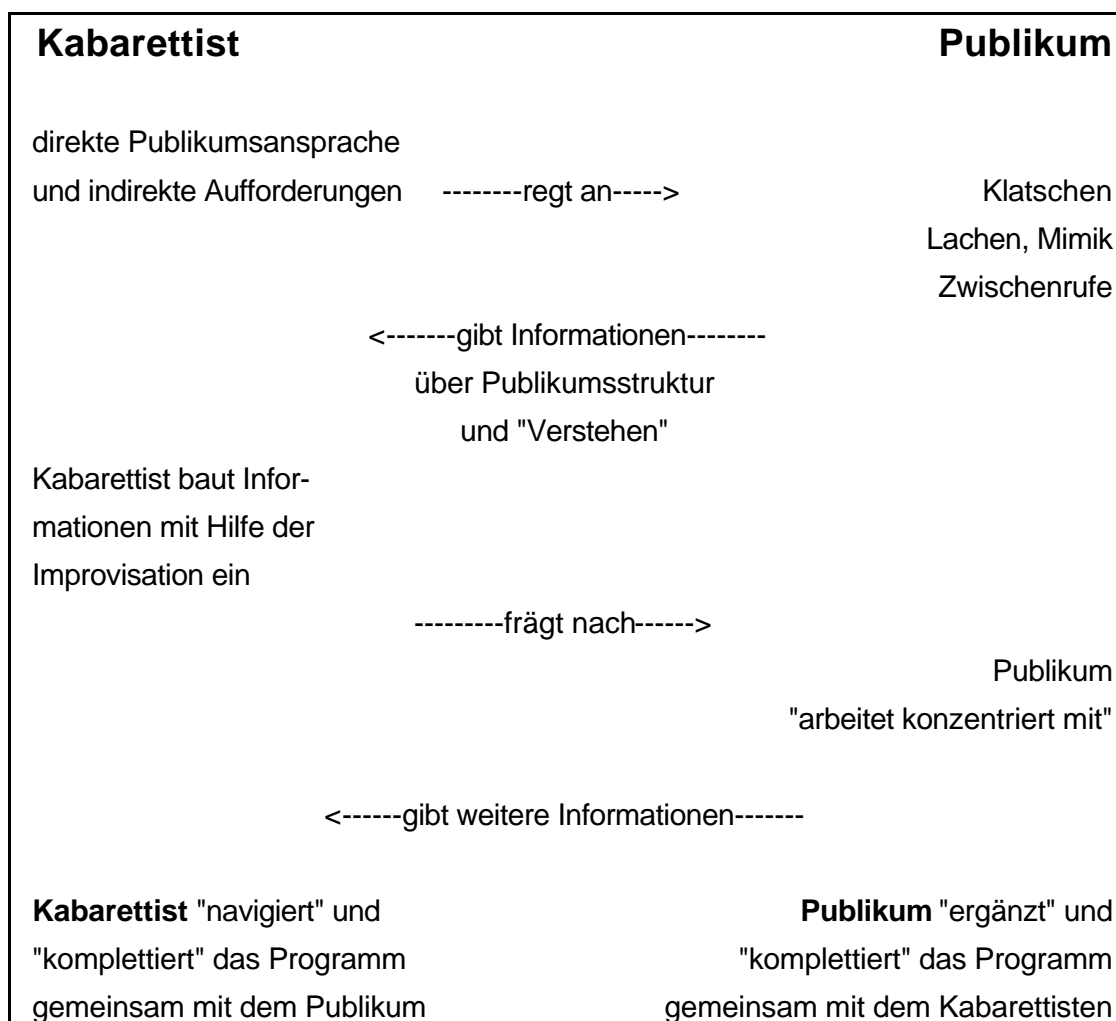 Kabarettist Publikum
direkte Publikumsansprache
und indirekte Aufforderungen --------regt an-----> Klatschen
Lachen, Mimik
Zwischenrufe
<-------gibt Informationen--------
über Publikumsstruktur
und "Verstehen"
Kabarettist baut Infor-
mationen mit Hilfe der
Improvisation ein
---------frägt nach------>
Publikum
"arbeitet konzentriert mit"
<------gibt weitere Informationen-------
Kabarettist "navigiert" und Publikum "ergänzt" und
"komplettiert" das Programm "komplettiert" das Programm
gemeinsam mit dem Publikum gemeinsam mit dem Kabarettisten